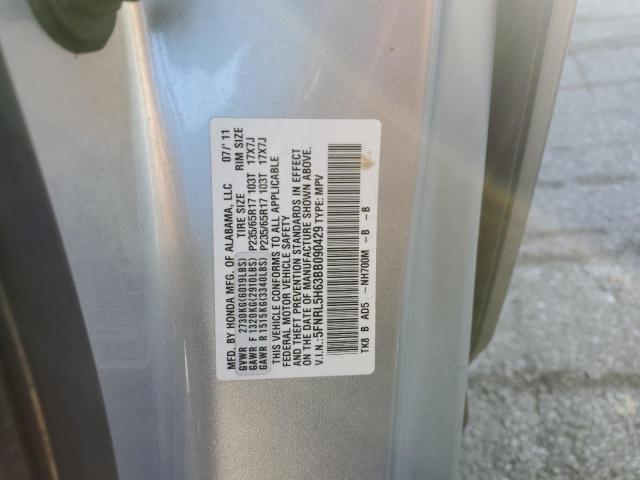 MFD. BY HONDA MFG. OF ALABAMA, LLC 07/'11
TIRE SIZE RIM SIZE
GVWR 2730KG(6019LBS)
GAWR F 1320KG(2910LBS) P235/65R17 103T 17X7J
GAWR R 1515KG(3340LBS) P235/65R17 103T 17X7J
THIS VEHICLE CONFORMS TO ALL APPLICABLE
FEDERAL MOTOR VEHICLE SAFETY
AND THEFT PREVENTION STANDARDS IN EFFECT
ON THE DATE OF MANUFACTURE SHOWN ABOVE.
V.I.N.: 5FNRL5H63BB090429 TYPE: MPV
TK8 B AD5 -NH700M -B -B